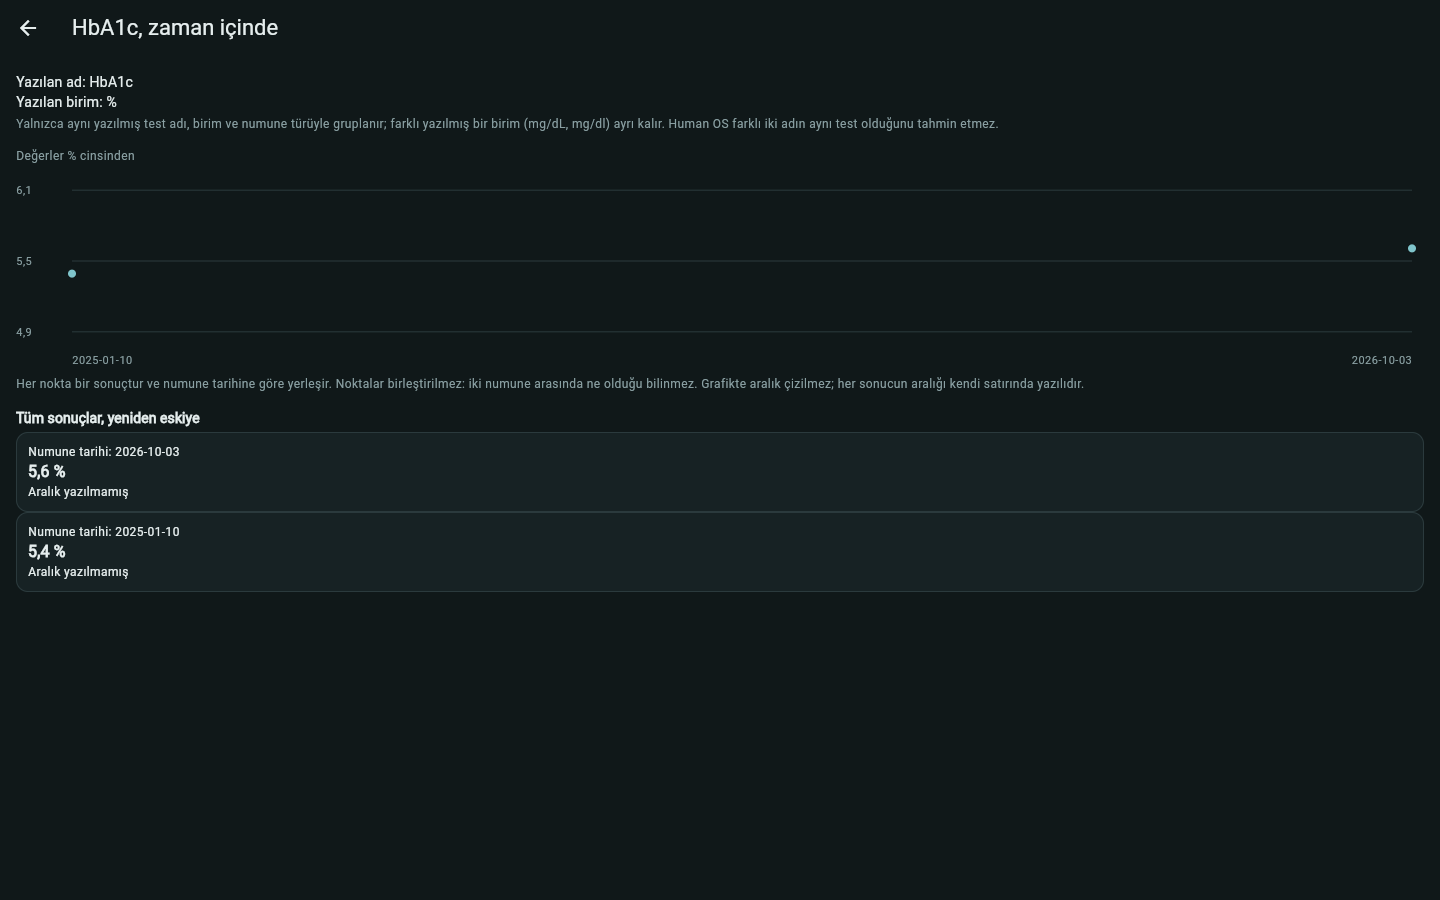 HbA1c, zaman içinde
Yazılan ad: HbA1c
Yazılan birim: %
Yalnızca aynı yazılmış test adı, birim ve numune türüyle gruplanır; farklı yazılmış bir birim (mg/dL, mg/dl) ayrı kalır. Human OS farklı iki adın aynı test olduğunu tahmin etmez.
Değerler % cinsinden
6,1
5,5
4,9
2025-01-10
2026-10-03
Her nokta bir sonuçtur ve numune tarihine göre yerleşir. Noktalar birleştirilmez: iki numune arasında ne olduğu bilinmez. Grafikte aralık çizilmez; her sonucun aralığı kendi satırında yazılıdır.
Tüm sonuçlar, yeniden eskiye
Numune tarihi: 2026-10-03
5,6 %
Aralık yazılmamış
Numune tarihi: 2025-01-10
5,4 %
Aralık yazılmamış